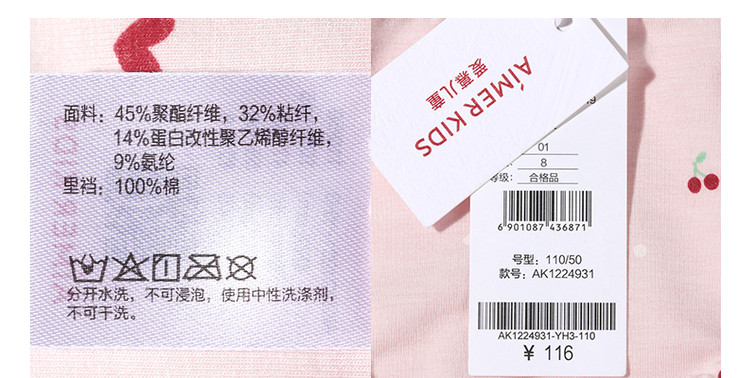 面料：45%聚酯纤维，32%粘纤，
14%蛋白改性聚乙烯醇纤维，
9%氨纶
里裆：100%棉
分开水洗，不可浸泡，使用中性洗涤剂，
不可干洗。
AIMER KIDS
爱慕儿童
01
8
等级：合格品
6 901087 436871
号型：110/50
款号：AK1224931
AK1224931-YH3-110
¥ 116